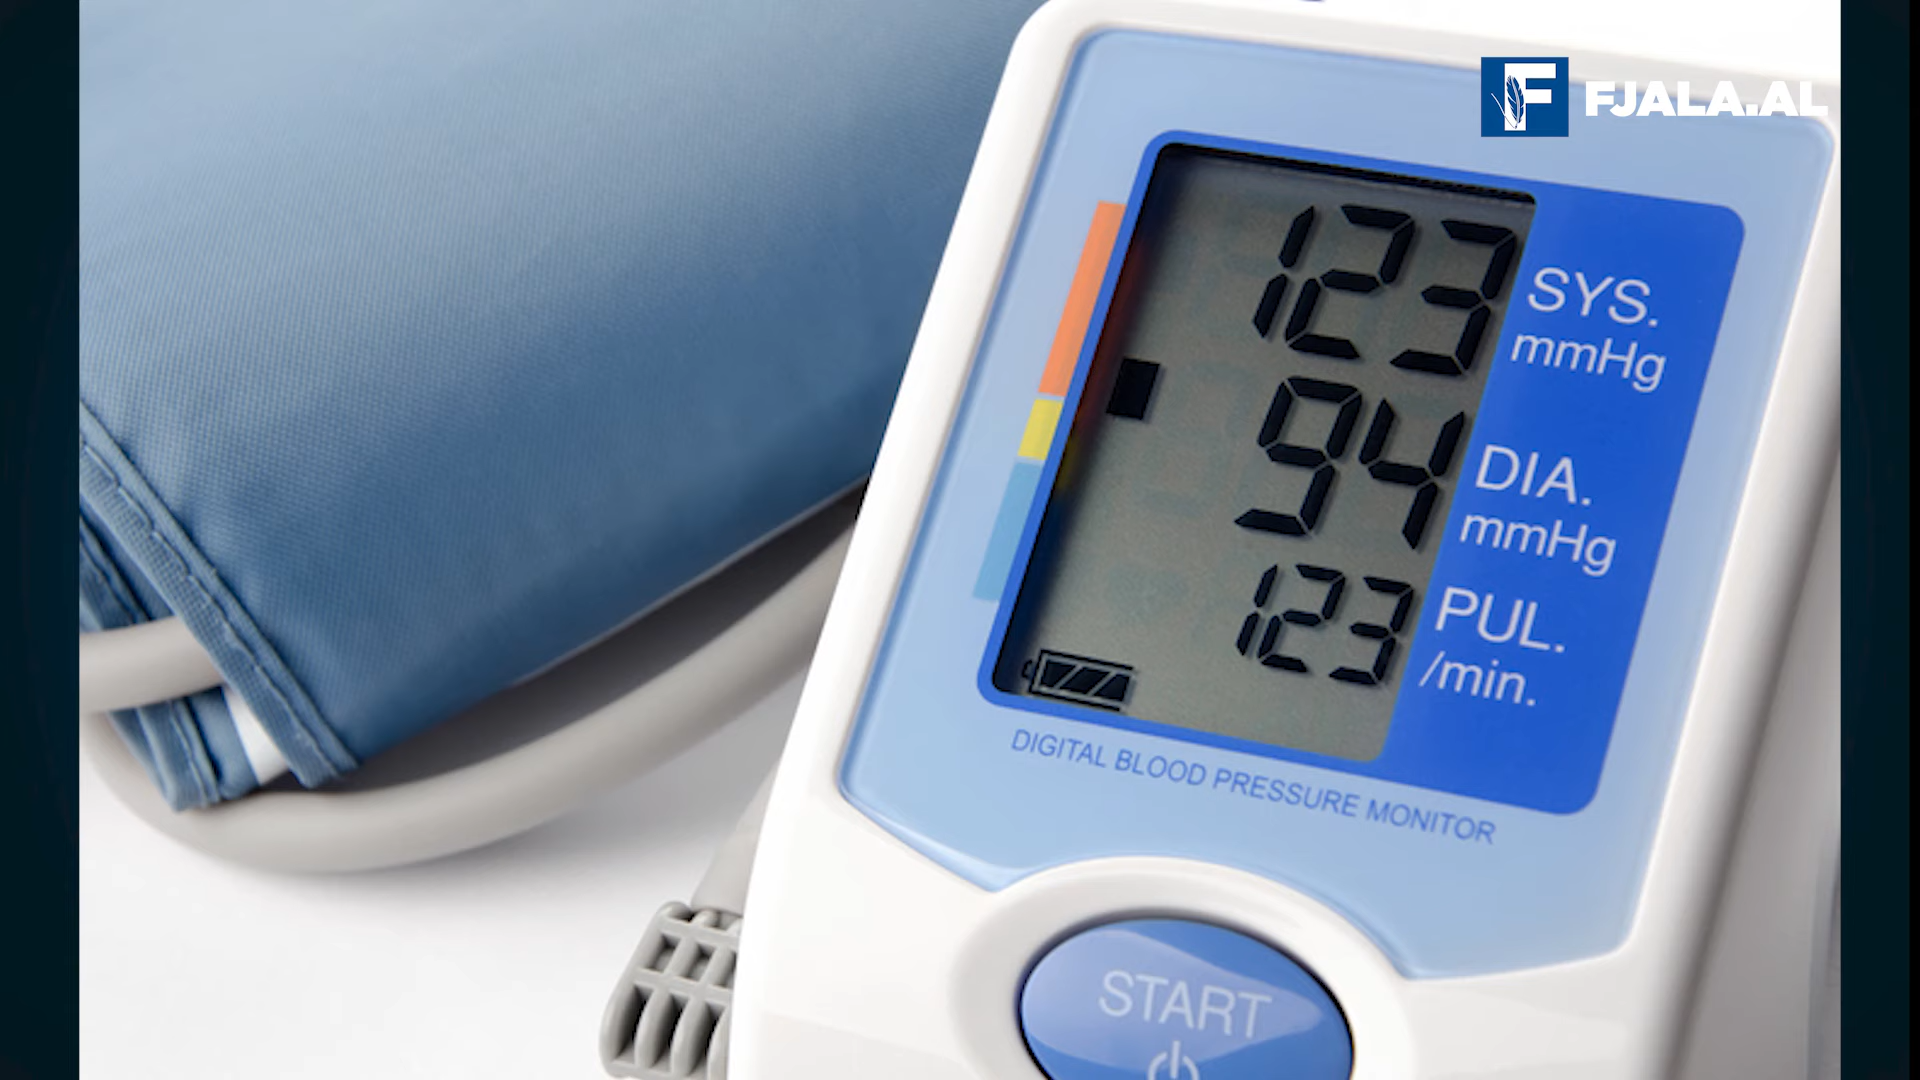 F FJALA.AL
123 SYS.
mmHg
94 DIA.
mmHg
123 PUL.
/min.
DIGITAL BLOOD PRESSURE MONITOR
START